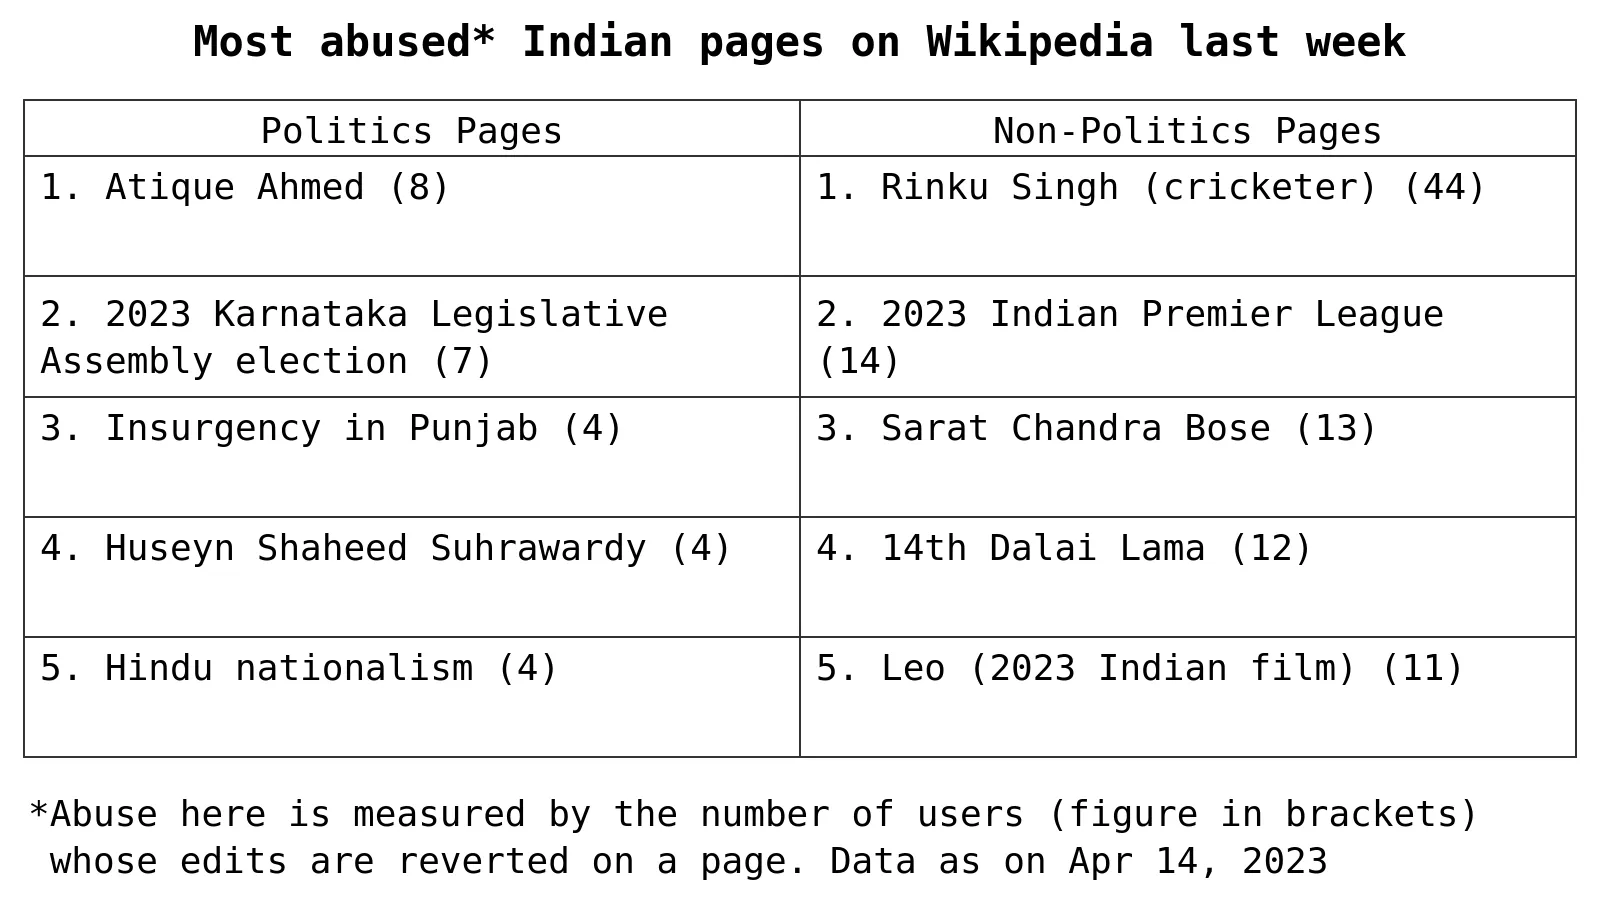 Most abused* Indian pages on Wikipedia last week
Politics Pages
Non-Politics Pages
1. Atique Ahmed (8)
1. Rinku Singh (cricketer) (44)
2. 2023 Karnataka Legislative
Assembly election (7)
2. 2023 Indian Premier League
(14)
3. Insurgency in Punjab (4)
3. Sarat Chandra Bose (13)
4. Huseyn Shaheed Suhrawardy (4)
4. 14th Dalai Lama (12)
5. Hindu nationalism (4)
5. Leo (2023 Indian film) (11)
*Abuse here is measured by the number of users (figure in brackets)
whose edits are reverted on a page. Data as on Apr 14, 2023